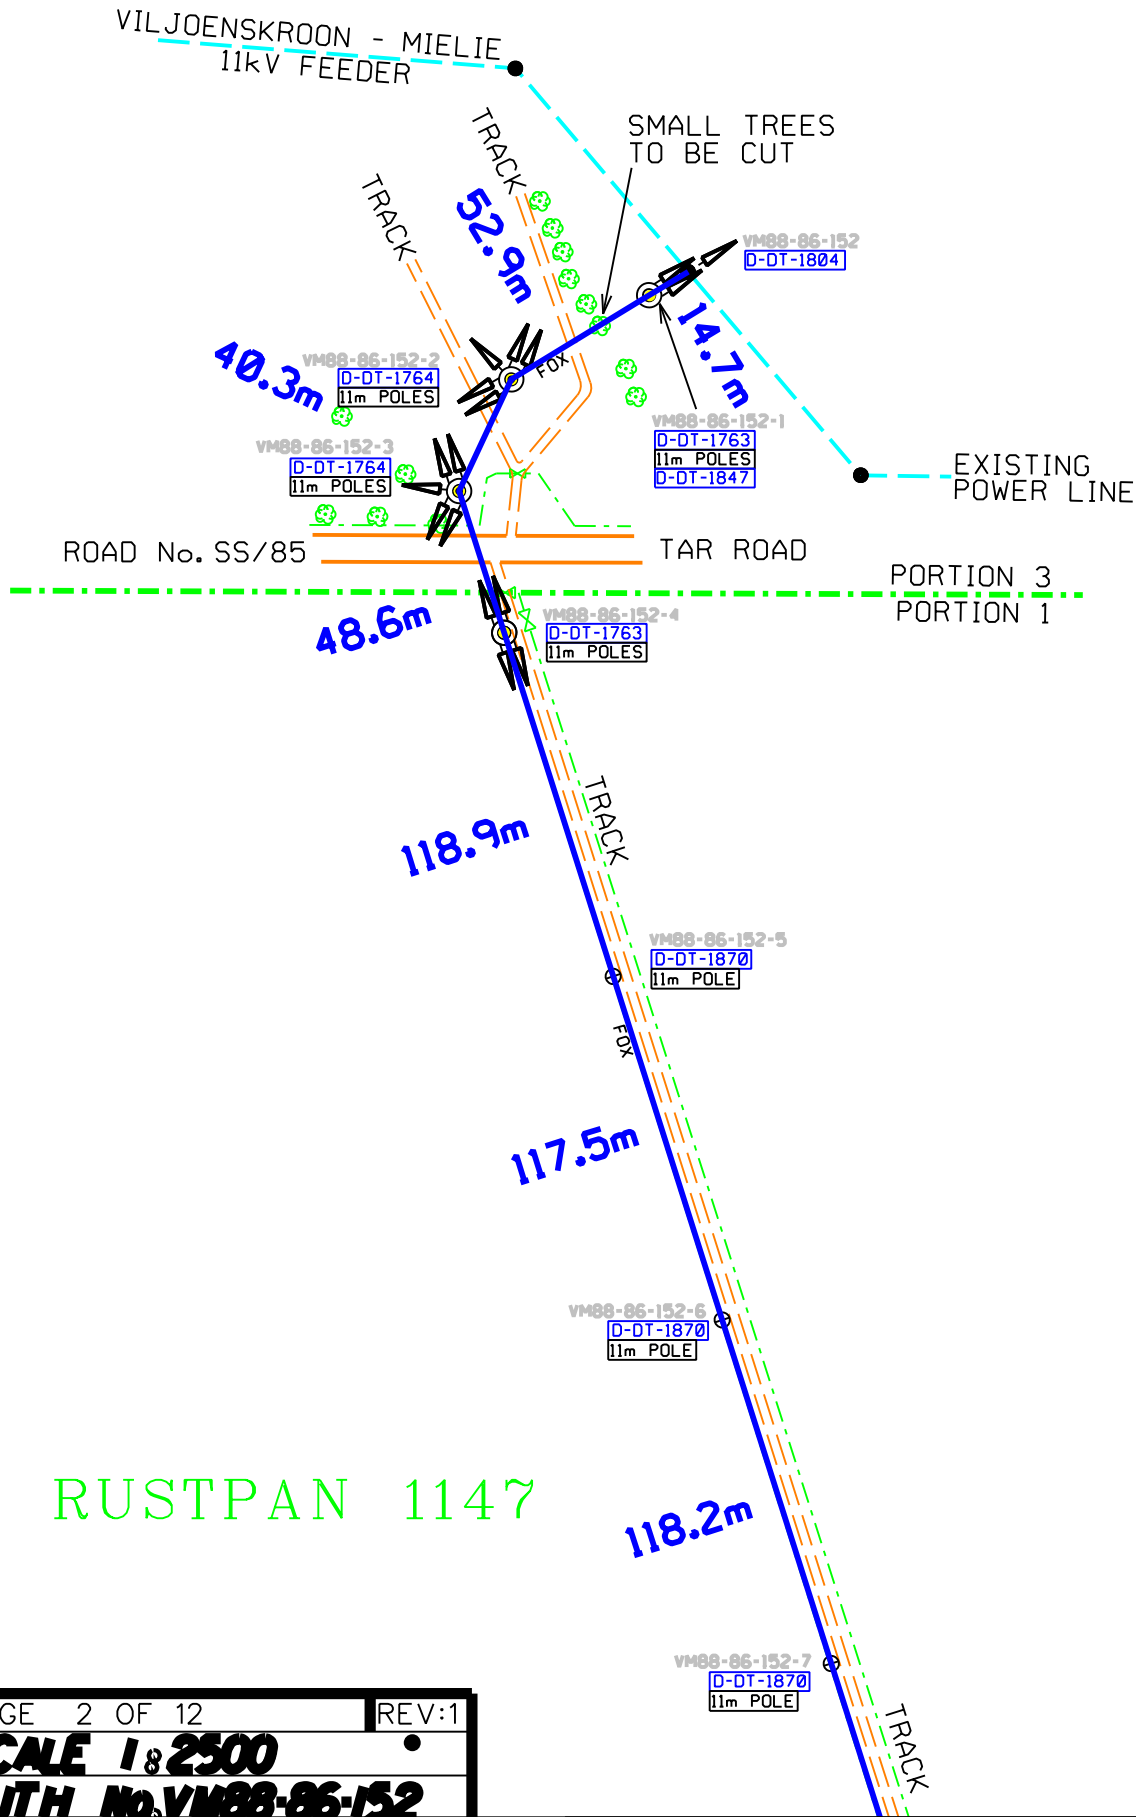 VILJOENSKROON - MIELIE
11kV FEEDER
SMALL TREES
TO BE CUT
TRACK
TRACK
52.9m
VM88-86-152
D-DT-1804
14.7m
40.3m
VM88-86-152-2
D-DT-1764
11m POLES
FOX
VM88-86-152-1
D-DT-1763
11m POLES
D-DT-1847
VM88-86-152-3
D-DT-1764
11m POLES
EXISTING
POWER LINE
ROAD No. SS/85
TAR ROAD
PORTION 3
PORTION 1
48.6m
VM88-86-152-4
D-DT-1763
11m POLES
TRACK
118.9m
VM88-86-152-5
D-DT-1870
11m POLE
FOX
117.5m
VM88-86-152-6
D-DT-1870
11m POLE
RUSTPAN 1147
118.2m
VM88-86-152-7
D-DT-1870
11m POLE
TRACK
GE 2 OF 12
REV:1
CALE 1:2500
ITH No.VM88-86-152